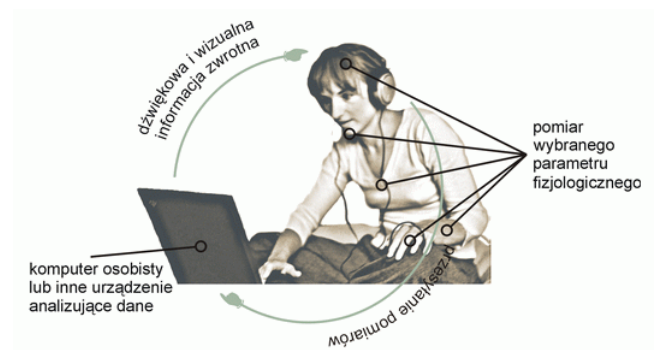 dźwiękowa i wizualna
informacja zwrotna
pomiar
wybranego
parametru
fizjologicznego
komputer osobisty
lub inne urządzenie
analizujące dane
przesyłanie pomiarów